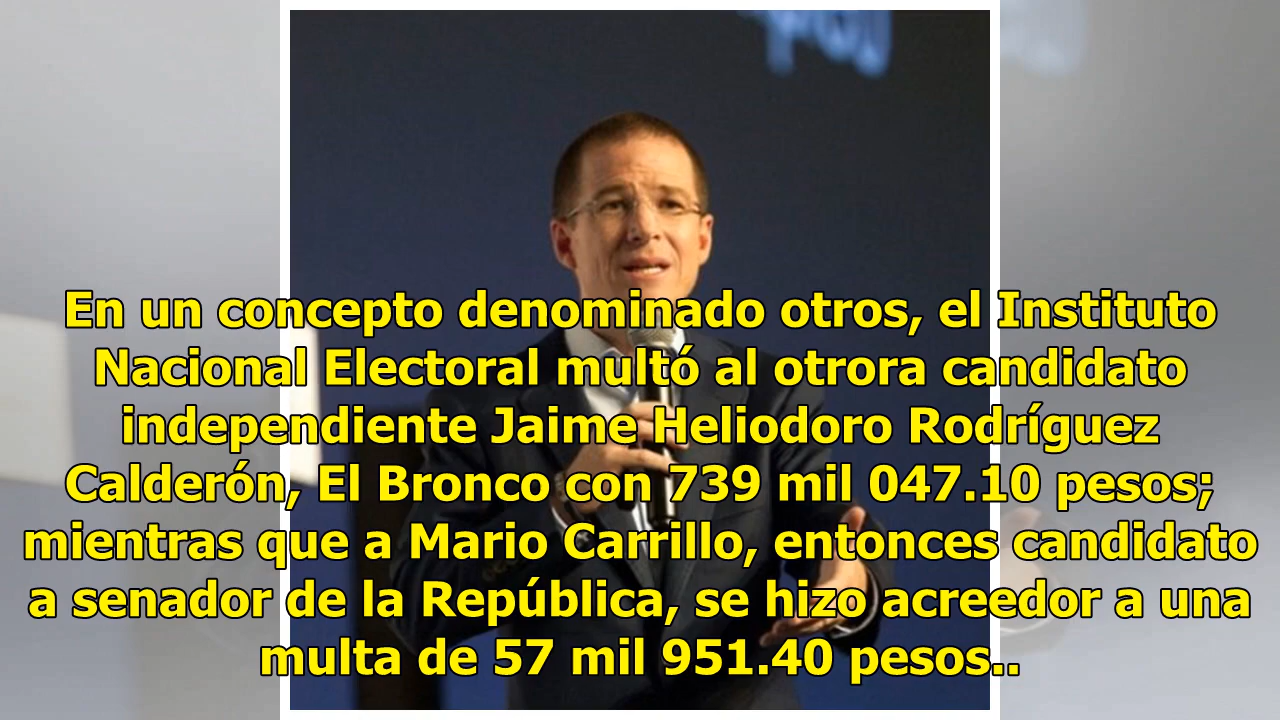 En un concepto denominado otros, el Instituto
Nacional Electoral multó al otrora candidato
independiente Jaime Heliodoro Rodríguez
Calderón, El Bronco con 739 mil 047.10 pesos;
mientras que a Mario Carrillo, entonces candidato
a senador de la República, se hizo acreedor a una
multa de 57 mil 951.40 pesos..